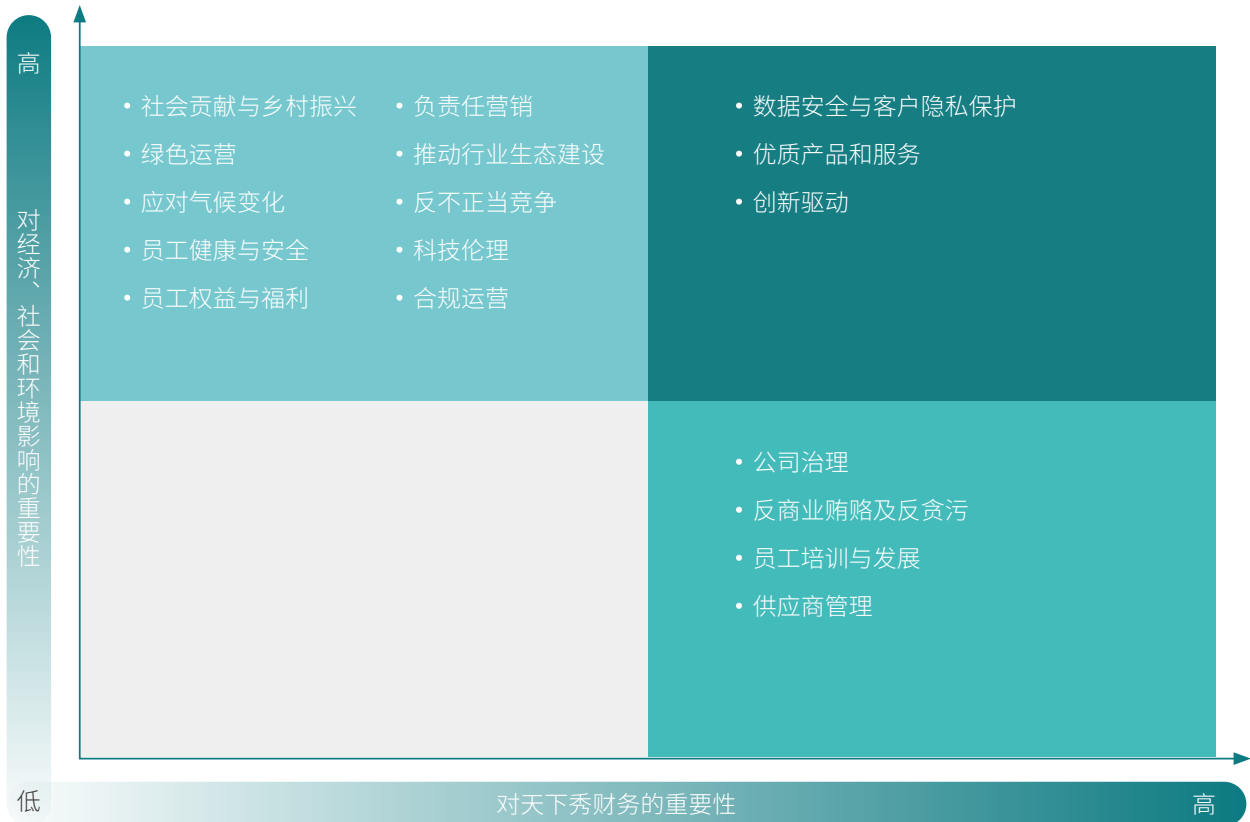 高
对经济、社会和环境影响的重要性
• 社会贡献与乡村振兴
• 绿色运营
• 应对气候变化
• 员工健康与安全
• 员工权益与福利
• 负责任营销
• 推动行业生态建设
• 反不正当竞争
• 科技伦理
• 合规运营
• 数据安全与客户隐私保护
• 优质产品和服务
• 创新驱动
• 公司治理
• 反商业贿赂及反贪污
• 员工培训与发展
• 供应商管理
低
对天下秀财务的重要性
高